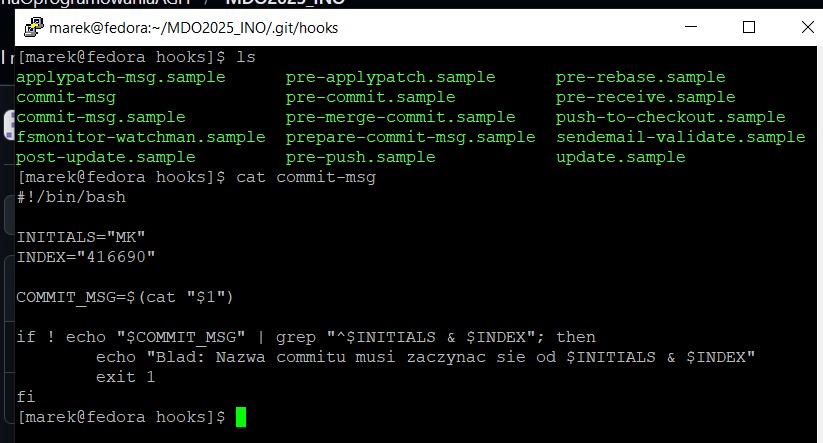 MDO2025_INO
marek@fedora:~/MDO2025_INO/.git/hooks
[marek@fedora hooks]$ ls
applypatch-msg.sample pre-applypatch.sample pre-rebase.sample
commit-msg pre-commit.sample pre-receive.sample
commit-msg.sample pre-merge-commit.sample push-to-checkout.sample
fsmonitor-watchman.sample prepare-commit-msg.sample sendemail-validate.sample
post-update.sample pre-push.sample update.sample
[marek@fedora hooks]$ cat commit-msg
#!/bin/bash

INITIALS="MK"
INDEX="416690"

COMMIT_MSG=$(cat "$1")

if ! echo "$COMMIT_MSG" | grep "^$INITIALS & $INDEX"; then
        echo "Blad: Nazwa commitu musi zaczynac sie od $INITIALS & $INDEX"
        exit 1
fi
[marek@fedora hooks]$